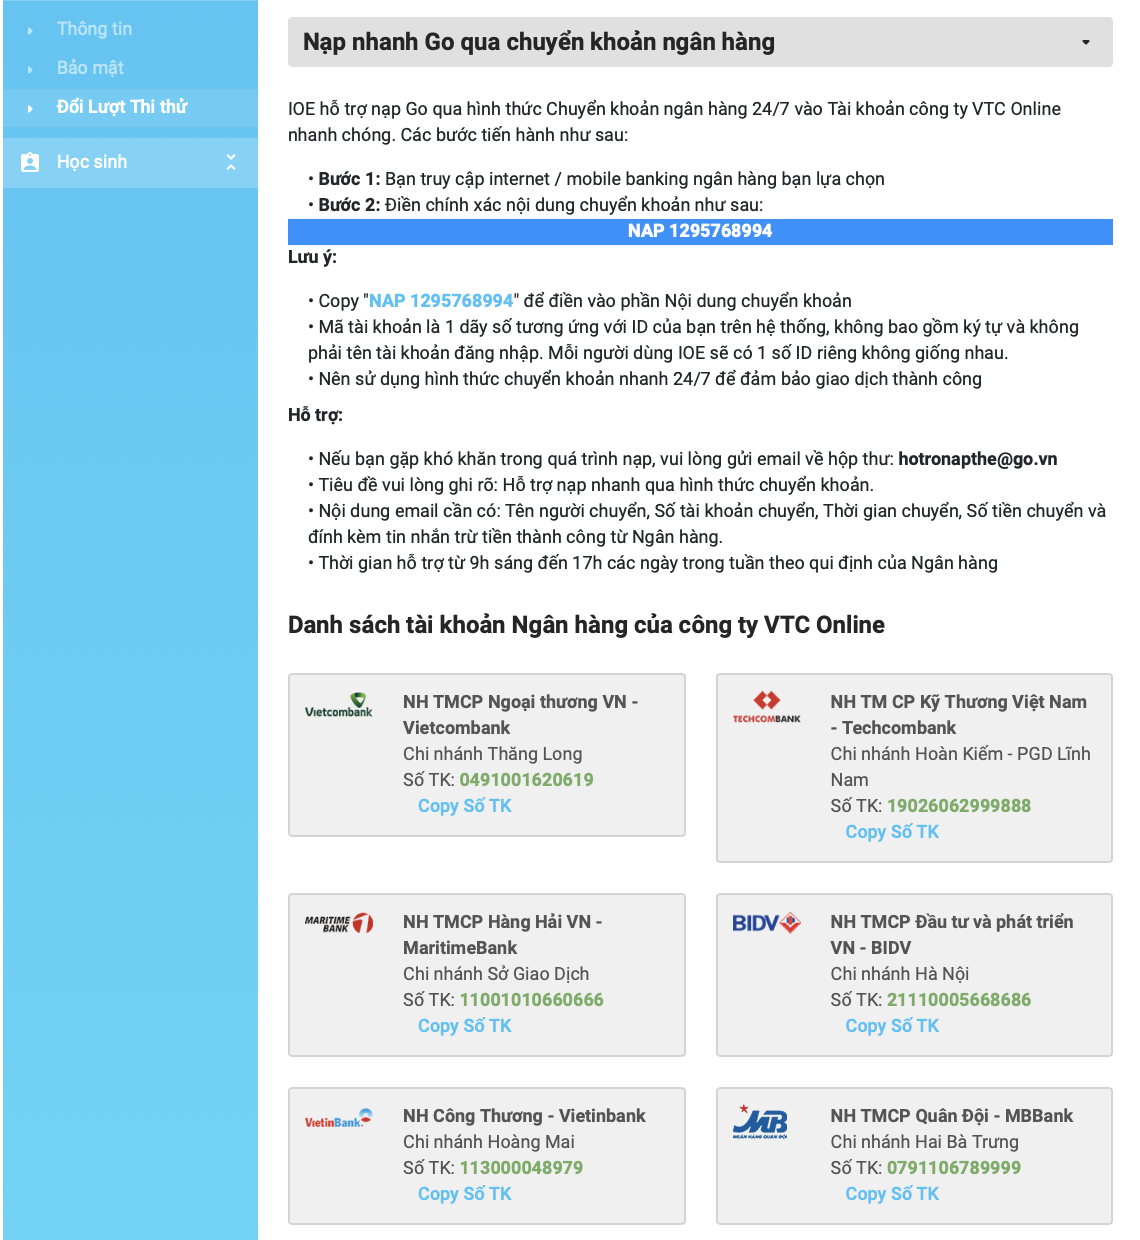 Thông tin
Bảo mật
Đổi Lượt Thi thử
Học sinh
Nạp nhanh Go qua chuyển khoản ngân hàng
IOE hỗ trợ nạp Go qua hình thức Chuyển khoản ngân hàng 24/7 vào Tài khoản công ty VTC Online
nhanh chóng. Các bước tiến hành như sau:
• Bước 1: Bạn truy cập internet / mobile banking ngân hàng bạn lựa chọn
• Bước 2: Điền chính xác nội dung chuyển khoản như sau:
NAP 1295768994
Lưu ý:
• Copy "NAP 1295768994" để điền vào phần Nội dung chuyển khoản
• Mã tài khoản là 1 dãy số tương ứng với ID của bạn trên hệ thống, không bao gồm ký tự và không
phải tên tài khoản đăng nhập. Mỗi người dùng IOE sẽ có 1 số ID riêng không giống nhau.
• Nên sử dụng hình thức chuyển khoản nhanh 24/7 để đảm bảo giao dịch thành công
Hỗ trợ:
• Nếu bạn gặp khó khăn trong quá trình nạp, vui lòng gửi email về hộp thư: hotronapthe@go.vn
• Tiêu đề vui lòng ghi rõ: Hỗ trợ nạp nhanh qua hình thức chuyển khoản.
• Nội dung email cần có: Tên người chuyển, Số tài khoản chuyển, Thời gian chuyển, Số tiền chuyển và
đính kèm tin nhắn trừ tiền thành công từ Ngân hàng.
• Thời gian hỗ trợ từ 9h sáng đến 17h các ngày trong tuần theo qui định của Ngân hàng
Danh sách tài khoản Ngân hàng của công ty VTC Online
Vietcombank
NH TMCP Ngoại thương VN -
Vietcombank
Chi nhánh Thăng Long
Số TK: 0491001620619
Copy Số TK
TECHCOMBANK
NH TM CP Kỹ Thương Việt Nam
- Techcombank
Chi nhánh Hoàn Kiếm - PGD Lĩnh
Nam
Số TK: 19026062999888
Copy Số TK
MARITIME
BANK
NH TMCP Hàng Hải VN -
MaritimeBank
Chi nhánh Sở Giao Dịch
Số TK: 11001010660666
Copy Số TK
BIDV
NH TMCP Đầu tư và phát triển
VN - BIDV
Chi nhánh Hà Nội
Số TK: 21110005668686
Copy Số TK
VietinBank
NH Công Thương - Vietinbank
Chi nhánh Hoàng Mai
Số TK: 113000048979
Copy Số TK
MB
NGÂN HÀNG QUÂN ĐỘI
NH TMCP Quân Đội - MBBank
Chi nhánh Hai Bà Trưng
Số TK: 0791106789999
Copy Số TK